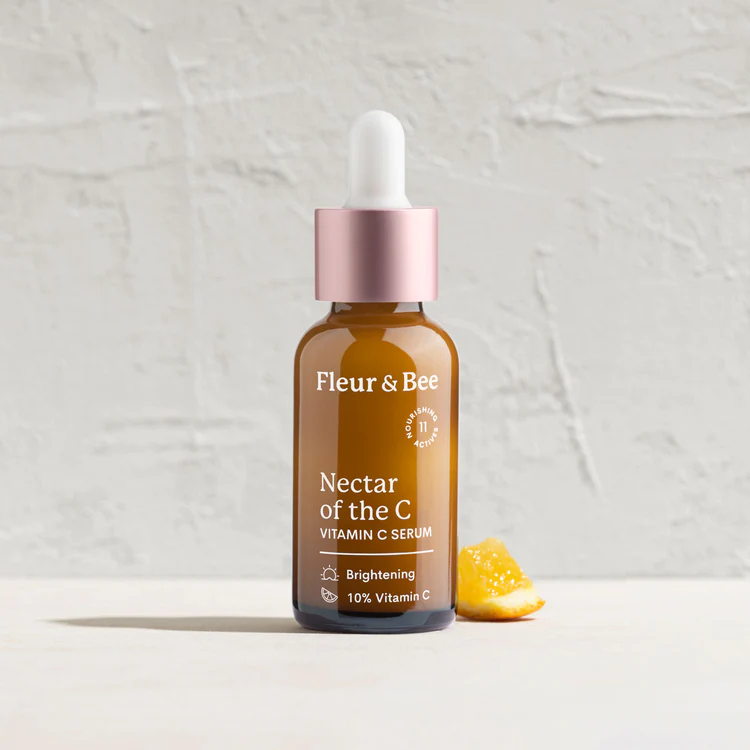 Fleur & Bee
NOURISHING
11
ACTIVES
Nectar
of the C
VITAMIN C SERUM
Brightening
10% Vitamin C